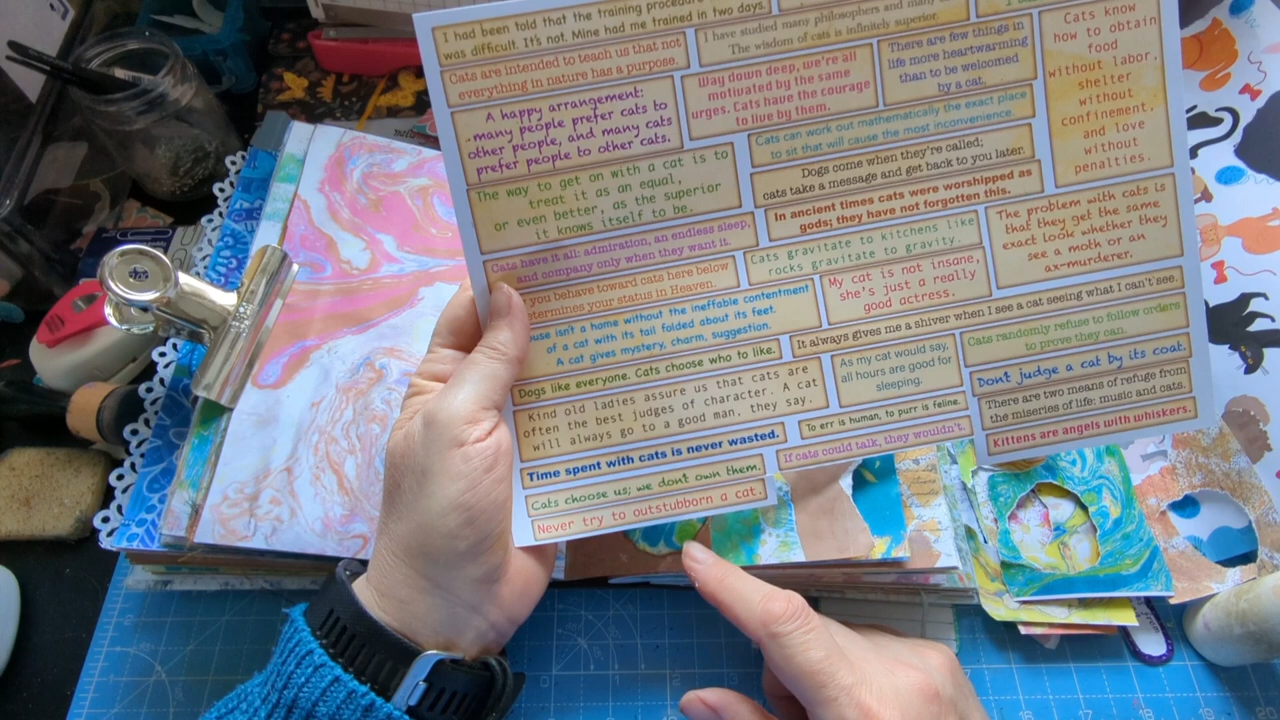 I had been told that the training procedure
was difficult. It's not. Mine had me trained in two days.
Cats are intended to teach us that not
everything in nature has a purpose.
A happy arrangement:
many people prefer cats to
other people, and many cats
prefer people to other cats.
The way to get on with a cat is to
treat it as an equal,
or even better, as the superior
it knows itself to be.
Cats have it all: admiration, an endless sleep,
and company only when they want it.
you behave toward cats here below
determines your status in Heaven.
isn't a home without the ineffable contentment
of a cat with its tail folded about its feet.
A cat gives mystery, charm, suggestion.
Dogs like everyone. Cats choose who to like.
Kind old ladies assure us that cats are
often the best judges of character. A cat
will always go to a good man, they say.
Time spent with cats is never wasted.
Cats choose us; we don't own them.
Never try to outstubborn a cat.
I have studied many philosophers and many
The wisdom of cats is infinitely superior.
Way down deep, we're all
motivated by the same
urges. Cats have the courage
to live by them.
There are few things in
life more heartwarming
than to be welcomed
by a cat.
Cats can work out mathematically the exact place
to sit that will cause the most inconvenience.
Dogs come when they're called;
cats take a message and get back to you later.
In ancient times cats were worshipped as
gods; they have not forgotten this.
Cats gravitate to kitchens like
rocks gravitate to gravity.
My cat is not insane,
she's just a really
good actress.
It always gives me a shiver when I see a cat seeing what I can't see.
As my cat would say,
all hours are good for
sleeping.
To err is human, to purr is feline.
If cats could talk, they wouldn't.
Cats know
how to obtain
food
without labor,
shelter
without
confinement,
and love
without
penalties.
The problem with cats is
that they get the same
exact look whether they
see a moth or an
ax-murderer.
Cats randomly refuse to follow orders
to prove they can.
Don't judge a cat by its coat.
There are two means of refuge from
the miseries of life: music and cats.
Kittens are angels with whiskers.